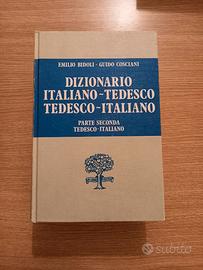 EMILIO BIDOLI - GUIDO COSCIANI
DIZIONARIO
ITALIANO-TEDESCO
TEDESCO-ITALIANO
PARTE SECONDA
TEDESCO-ITALIANO
subito